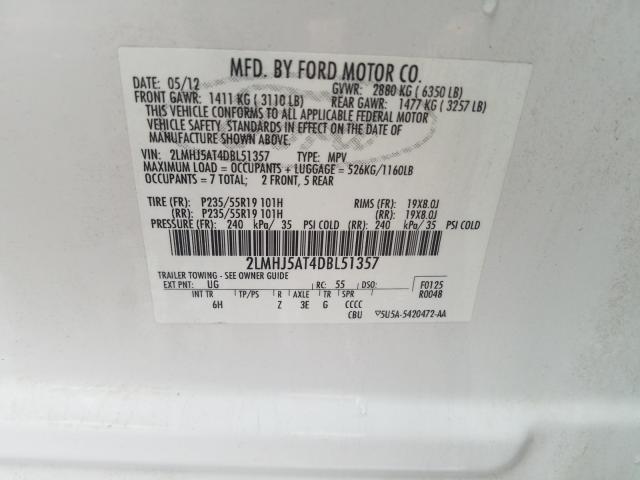 MFD. BY FORD MOTOR CO.
DATE: 05/12 GVWR: 2880 KG ( 6350 LB)
FRONT GAWR: 1411 KG ( 3110 LB) REAR GAWR: 1477 KG ( 3257 LB)
THIS VEHICLE CONFORMS TO ALL APPLICABLE FEDERAL MOTOR
VEHICLE SAFETY STANDARDS IN EFFECT ON THE DATE OF
MANUFACTURE SHOWN ABOVE.
VIN: 2LMHJ5AT4DBL51357 TYPE: MPV
MAXIMUM LOAD = OCCUPANTS + LUGGAGE = 526KG/1160LB
OCCUPANTS = 7 TOTAL; 2 FRONT, 5 REAR
TIRE (FR): P235/55R19 101H RIMS (FR): 19X8.0J
(RR): P235/55R19 101H (RR): 19X8.0J
PRESSURE (FR): 240 kPa/ 35 PSI COLD (RR): 240 kPa/ 35 PSI COLD
2LMHJ5AT4DBL51357
TRAILER TOWING - SEE OWNER GUIDE
EXT PNT: UG RC: 55 DSO: F0125
INT TR TP/PS R AXLE TR SPR R0048
6H Z 3E G CCCC
CBU ▽5U5A-5420472-AA